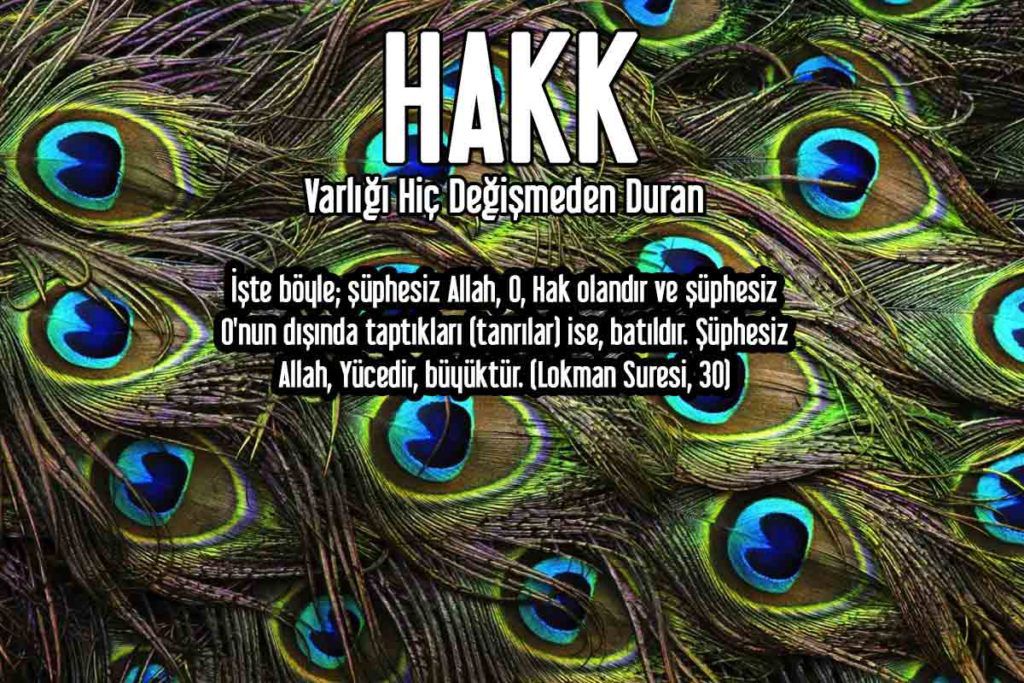 HAKK
Varlığı Hiç Değişmeden Duran
İşte böyle; şüphesiz Allah, O, Hak olandır ve şüphesiz
O'nun dışında taptıkları (tanrılar) ise, batıldır. Şüphesiz
Allah, Yücedir, büyüktür. (Lokman Suresi, 30)